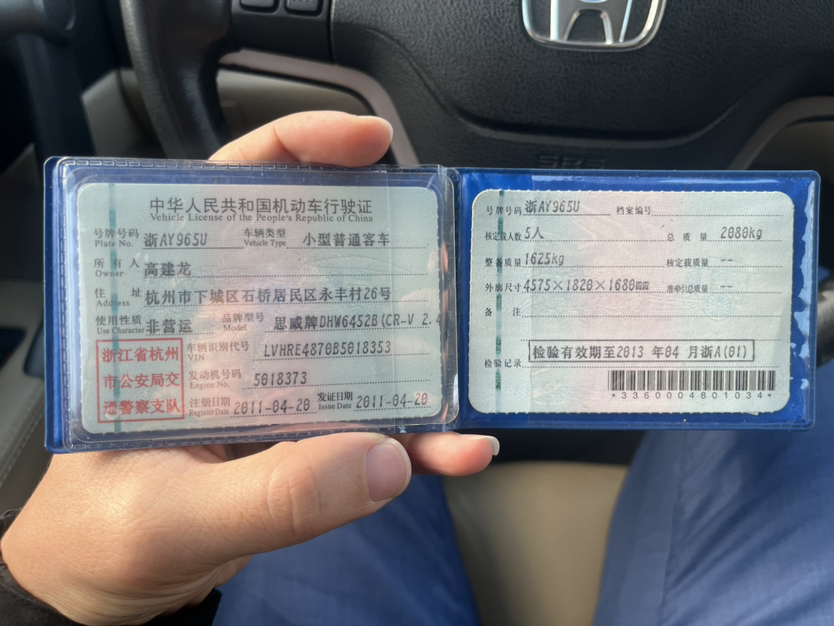 中华人民共和国机动车行驶证
Vehicle License of the People's Republic of China
号牌号码 浙AY965U 车辆类型 小型普通客车
Plate No. Vehicle Type
所有人 高建龙
Owner
住址 杭州市下城区石桥居民区永丰村26号
Address
使用性质 非营运 品牌型号 思威牌DHW6452B(CR-V 2.4
Use Character Model
浙江省杭州
市公安局交
通警察支队
车辆识别代号 LVHRE4870B5018353
VIN
发动机号码 5018373
Engine No.
注册日期 2011-04-20 发证日期 2011-04-20
Register Date Issue Date
号牌号码 浙AY965U 档案编号
核定载人数 5人 总质量 2080kg
整备质量 1625kg 核定载质量 --
外廓尺寸 4575×1820×1680mm 准牵引总质量 --
备注
检验记录 检验有效期至2013 年04 月浙A(01)
*3360004801034*
SRS